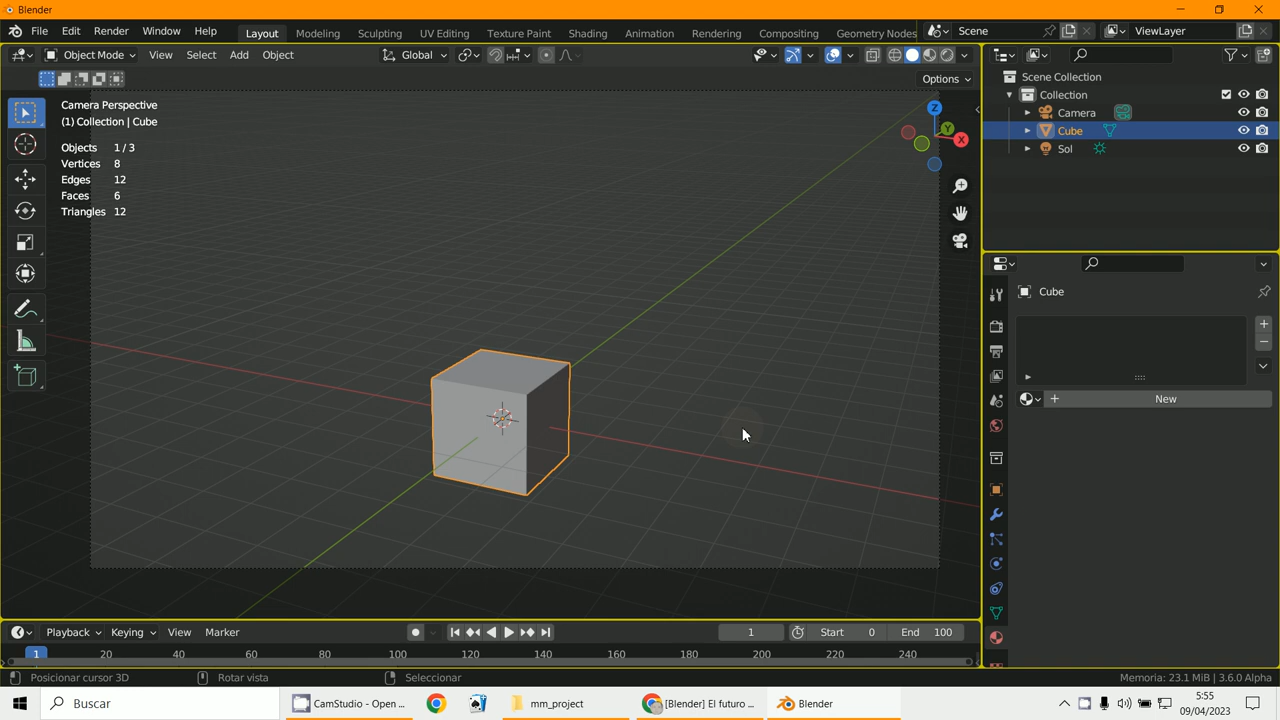 Blender
File Edit Render Window Help
Layout Modeling Sculpting UV Editing Texture Paint Shading Animation Rendering Compositing Geometry Nodes
Scene
ViewLayer
Object Mode View Select Add Object
Global
Options
Camera Perspective
(1) Collection | Cube
Objects 1 / 3
Vertices 8
Edges 12
Faces 6
Triangles 12
Z
Y
X
Scene Collection
Collection
Camera
Cube
Sol
Cube
New
Playback Keying View Marker
1
Start 0
End 100
1 20 40 60 80 100 120 140 160 180 200 220 240
Posicionar cursor 3D
Rotar vista
Seleccionar
Memoria: 23.1 MiB | 3.6.0 Alpha
Buscar
CamStudio - Open ...
mm_project
[Blender] El futuro ...
Blender
5:55
09/04/2023